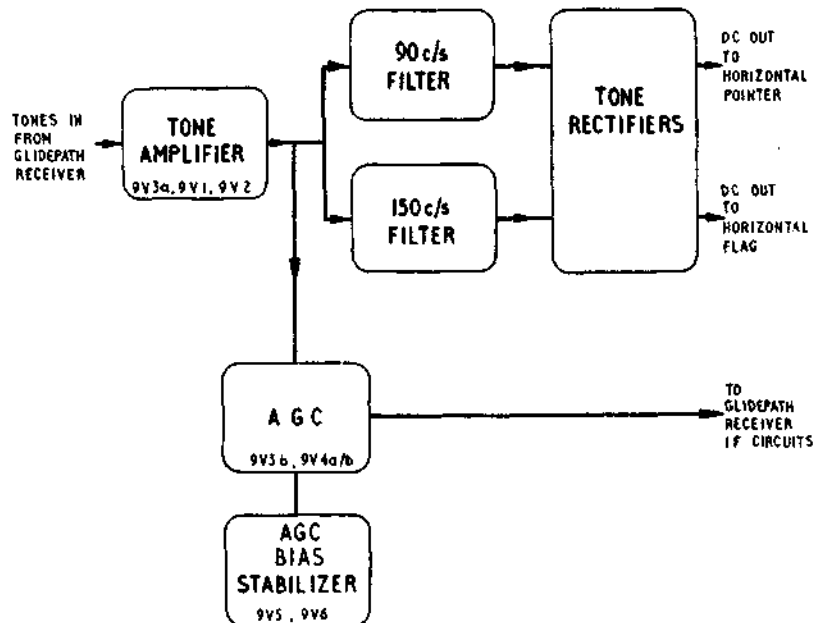 TONES IN
FROM
GLIDEPATH
RECEIVER
TONE
AMPLIFIER
9V3a, 9V1, 9V2
90c/s
FILTER
150c/s
FILTER
TONE
RECTIFIERS
DC OUT
TO
HORIZONTAL
POINTER
DC OUT
TO
HORIZONTAL
FLAG
AGC
9V3b, 9V4a/b
TO
GLIDEPATH
RECEIVER
IF CIRCUITS
AGC
BIAS
STABILIZER
9V5, 9V6